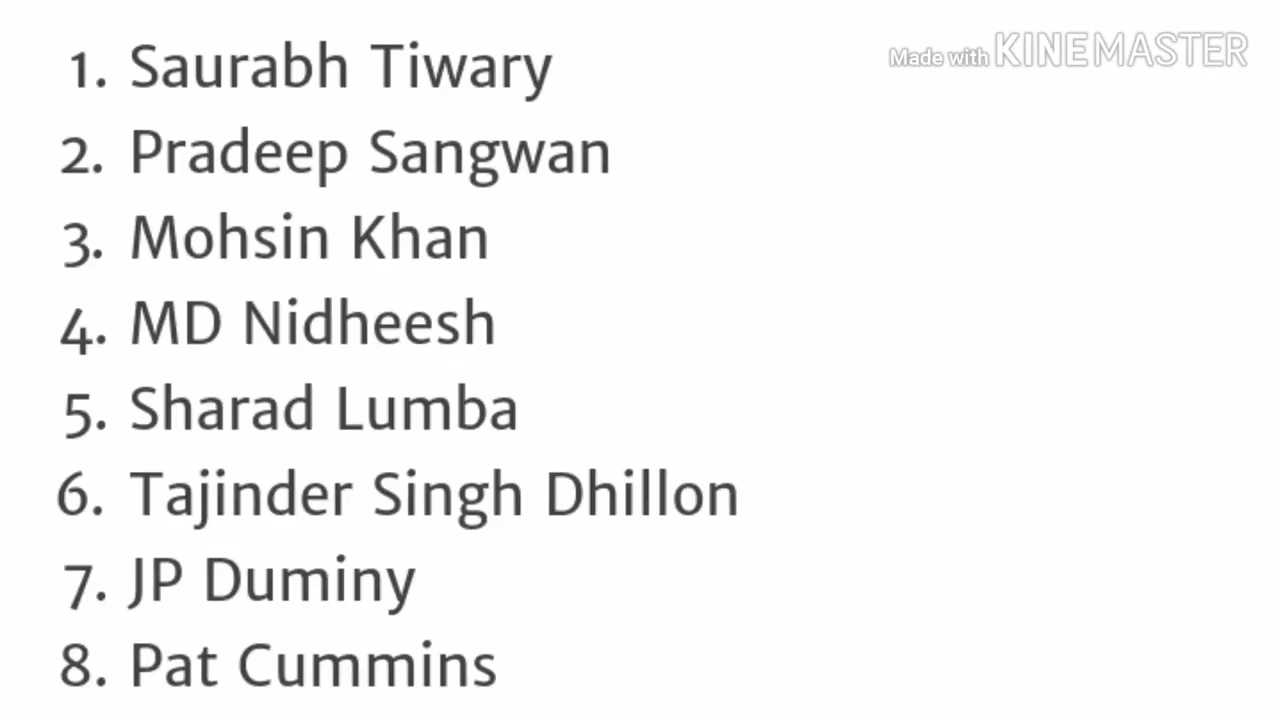 Made with KINEMASTER
1. Saurabh Tiwary
2. Pradeep Sangwan
3. Mohsin Khan
4. MD Nidheesh
5. Sharad Lumba
6. Tajinder Singh Dhillon
7. JP Duminy
8. Pat Cummins